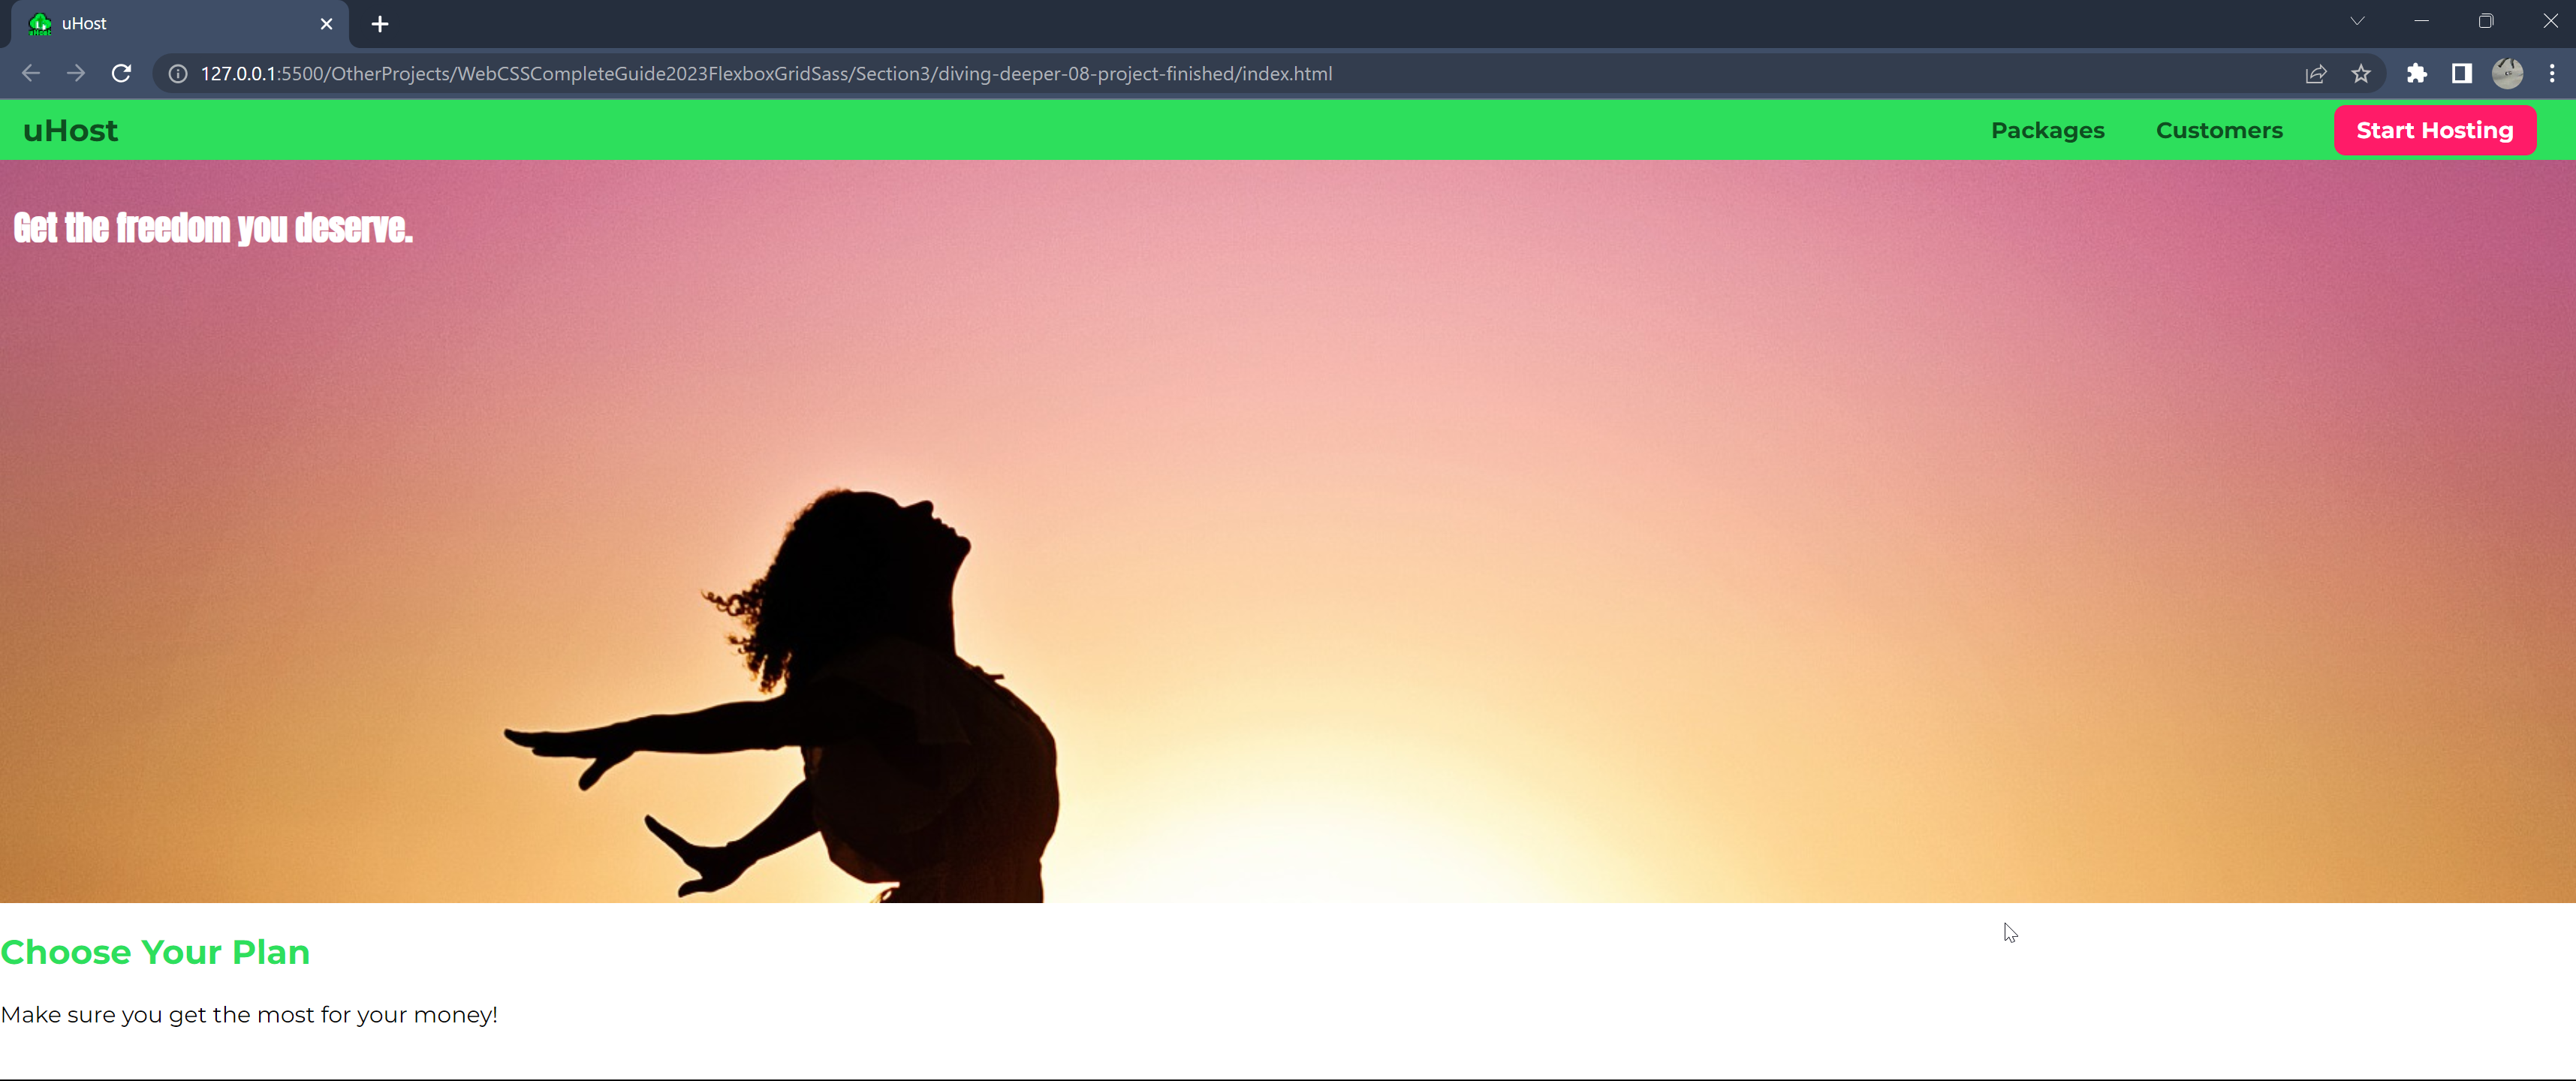 uHost
127.0.0.1:5500/OtherProjects/WebCSSCompleteGuide2023FlexboxGridSass/Section3/diving-deeper-08-project-finished/index.html
uHost
Packages
Customers
Start Hosting
Get the freedom you deserve.
Choose Your Plan
Make sure you get the most for your money!